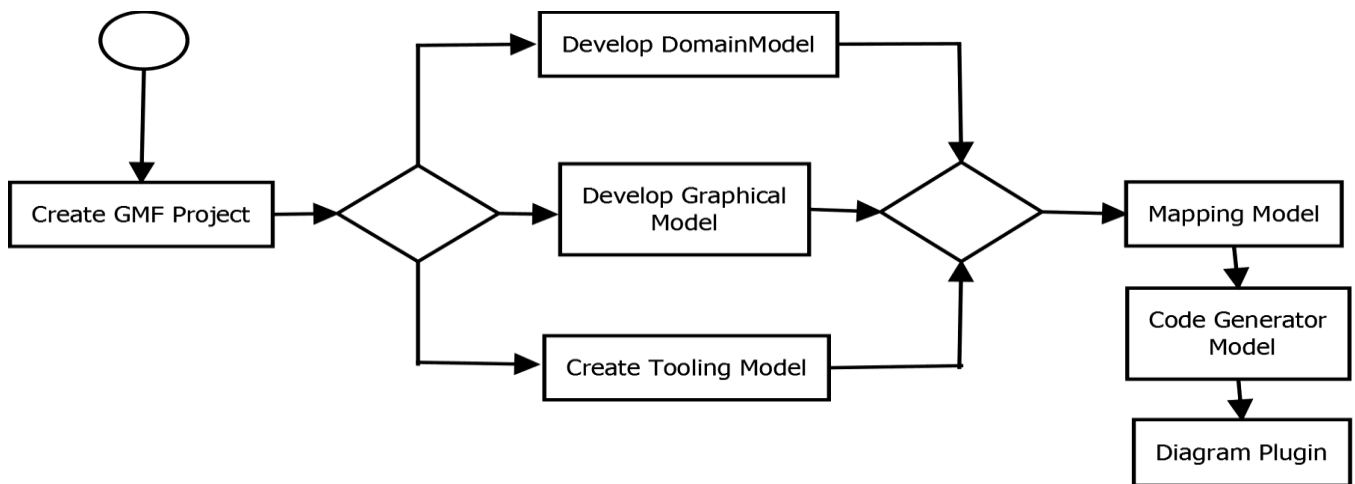 Develop DomainModel
Create GMF Project
Develop Graphical
Model
Mapping Model
Create Tooling Model
Code Generator
Model
Diagram Plugin